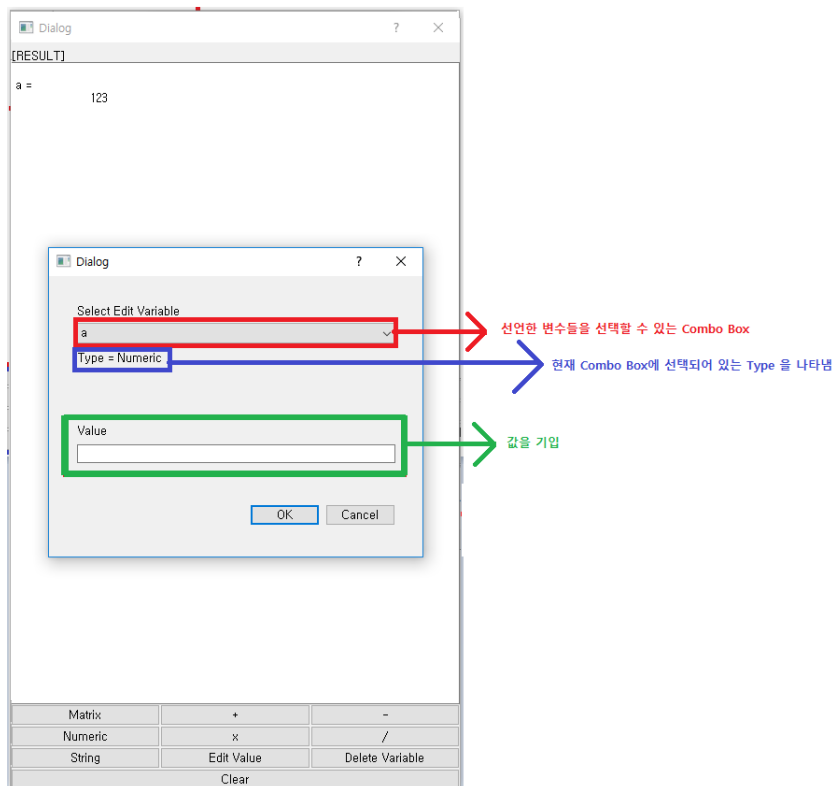 Dialog ? ×
[RESULT]
a =
123
Dialog ? ×
Select Edit Variable
a
Type = Numeric
Value
OK Cancel
선언한 변수들을 선택할 수 있는 Combo Box
현재 Combo Box에 선택되어 있는 Type 을 나타냄
값을 기입
Matrix + -
Numeric x /
String Edit Value Delete Variable
Clear